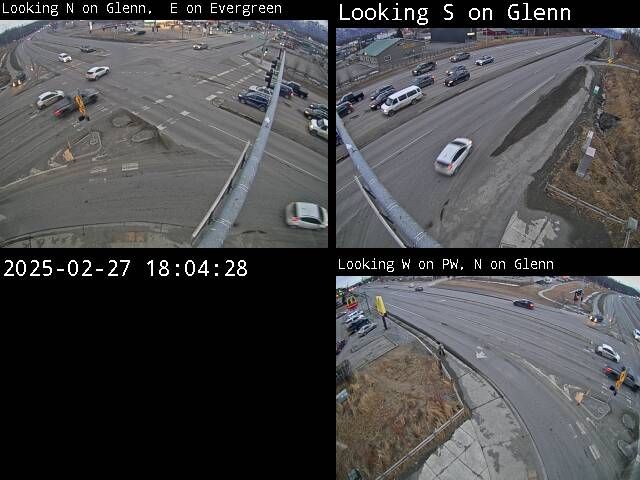 Looking N on Glenn, E on Evergreen
Looking S on Glenn
2025-02-27 18:04:28
Looking W on PW, N on Glenn